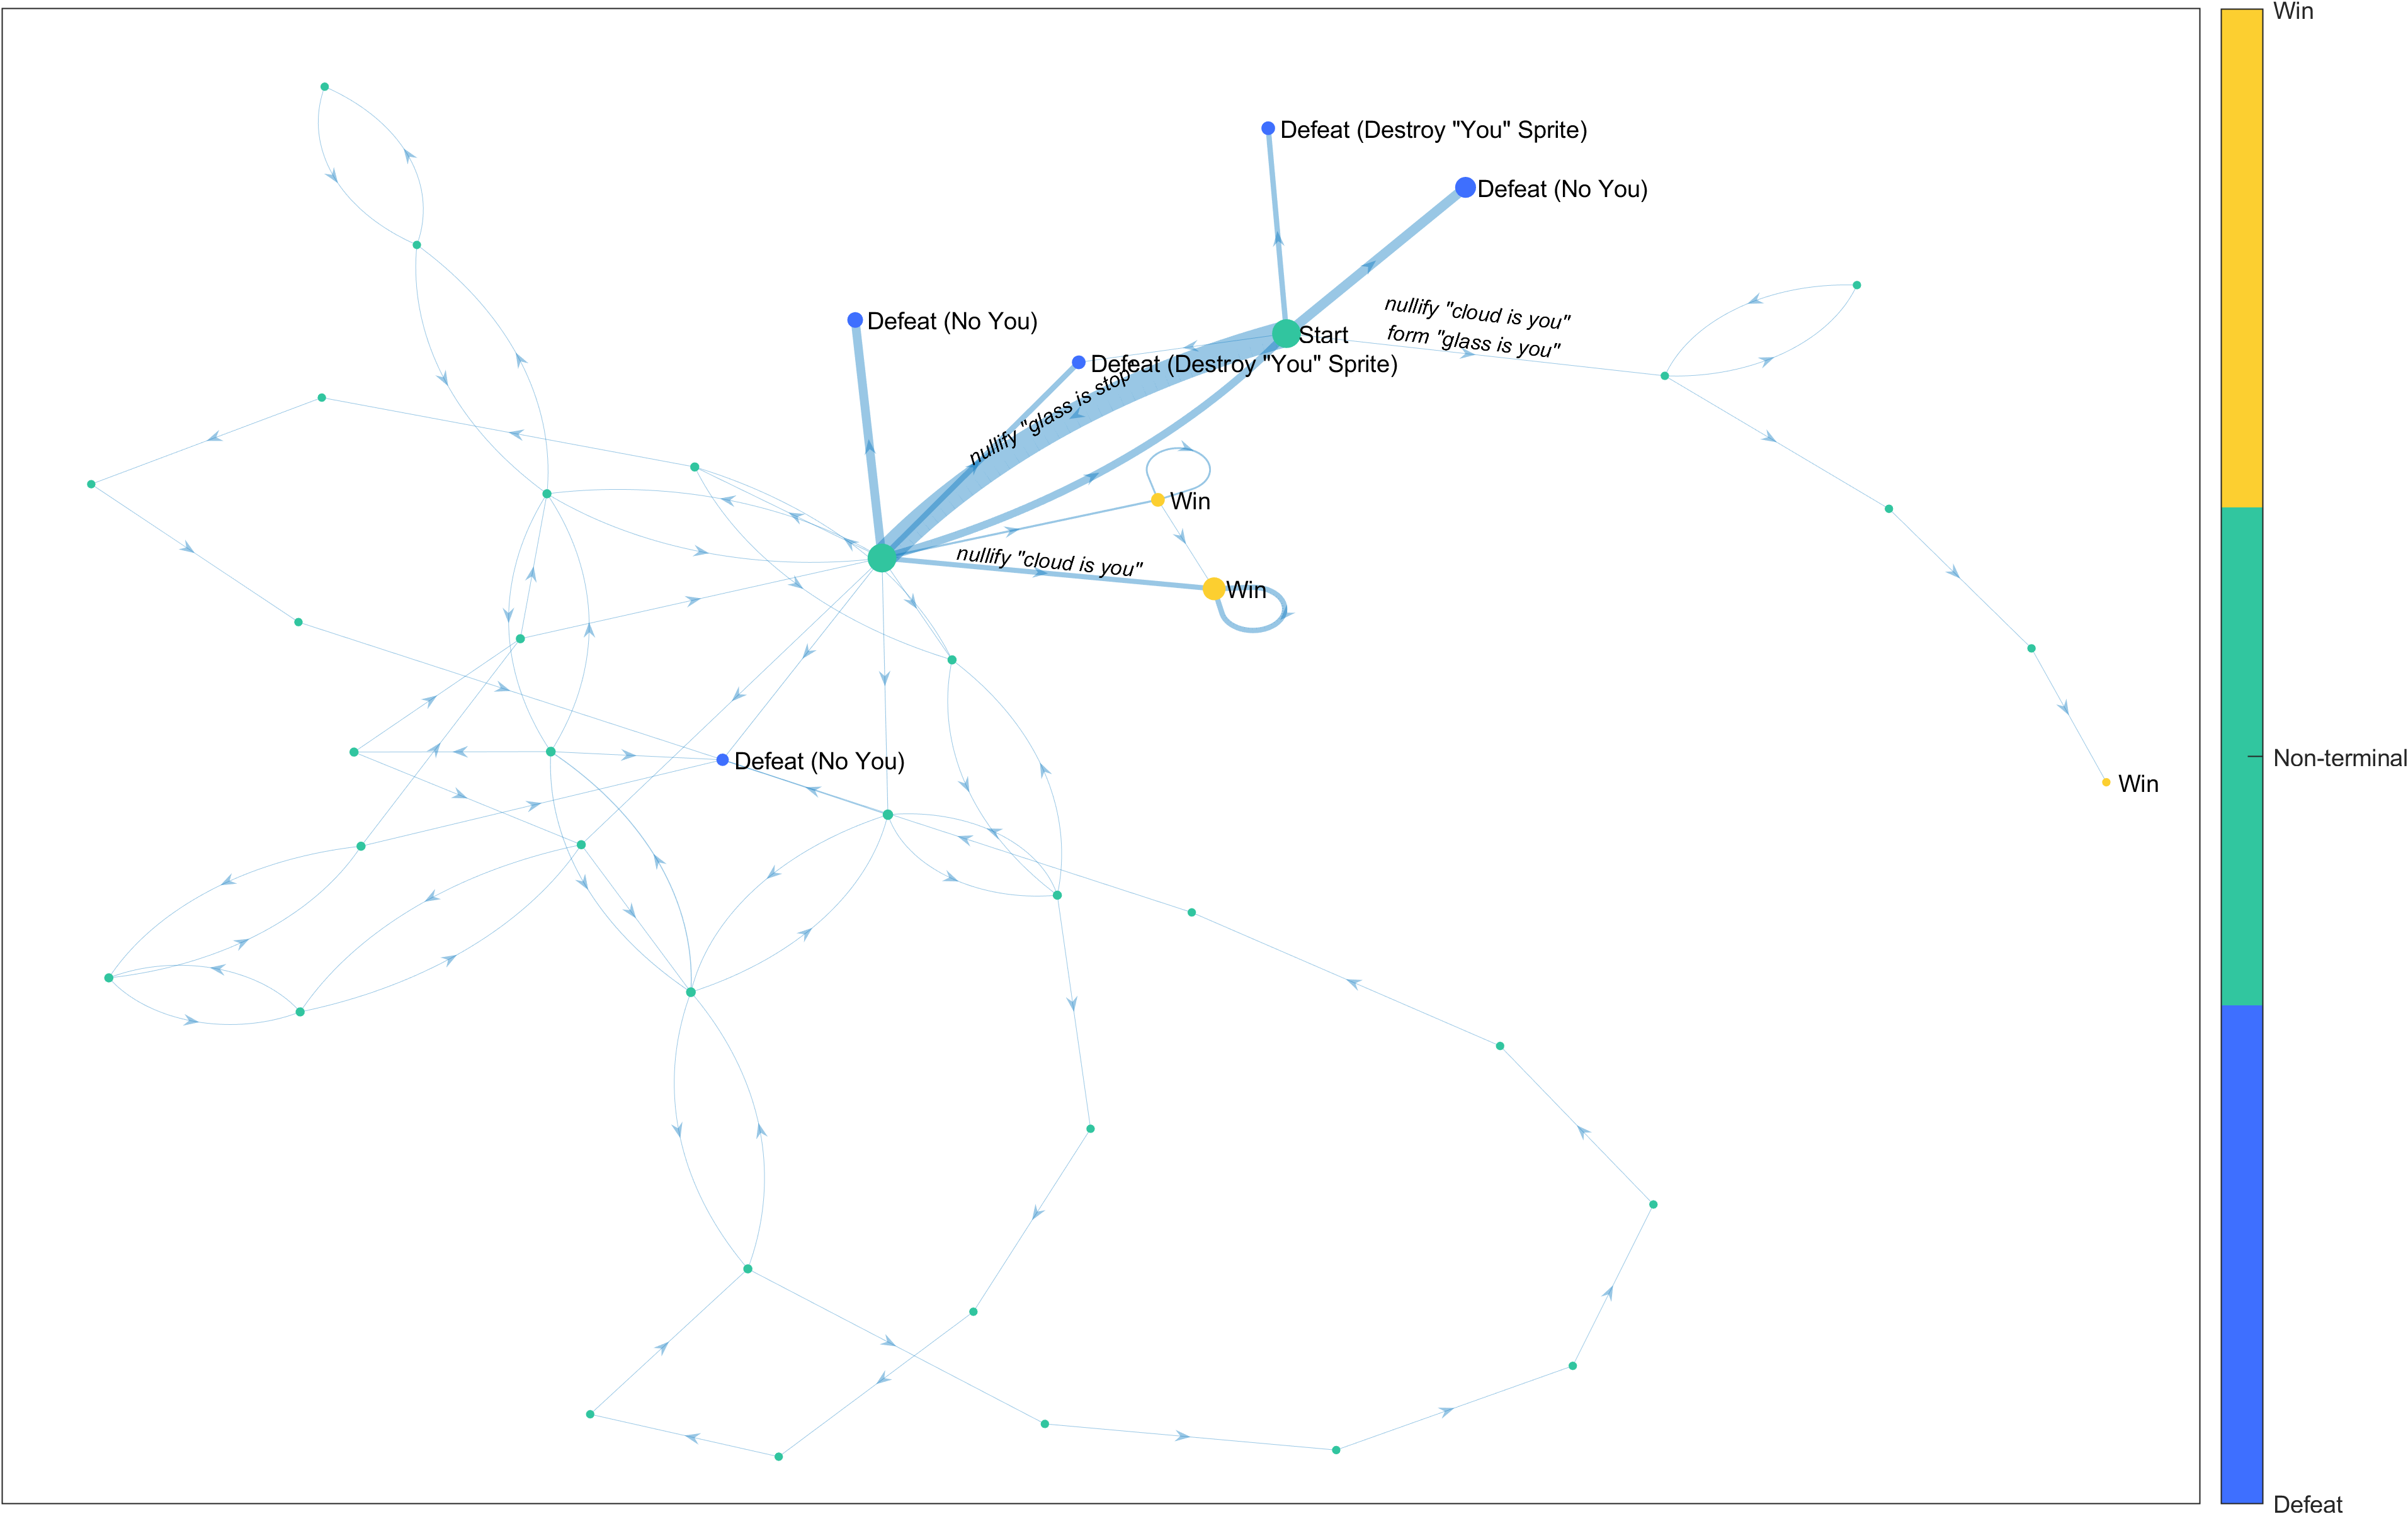 Win
Defeat (Destroy "You" Sprite)
Defeat (No You)
nullify "cloud is you"
form "glass is you"
Defeat (No You)
Start
Defeat (Destroy "You" Sprite)
nullify "glass is stop"
Win
nullify "cloud is you"
Win
Defeat (No You)
Non-terminal
Win
Defeat